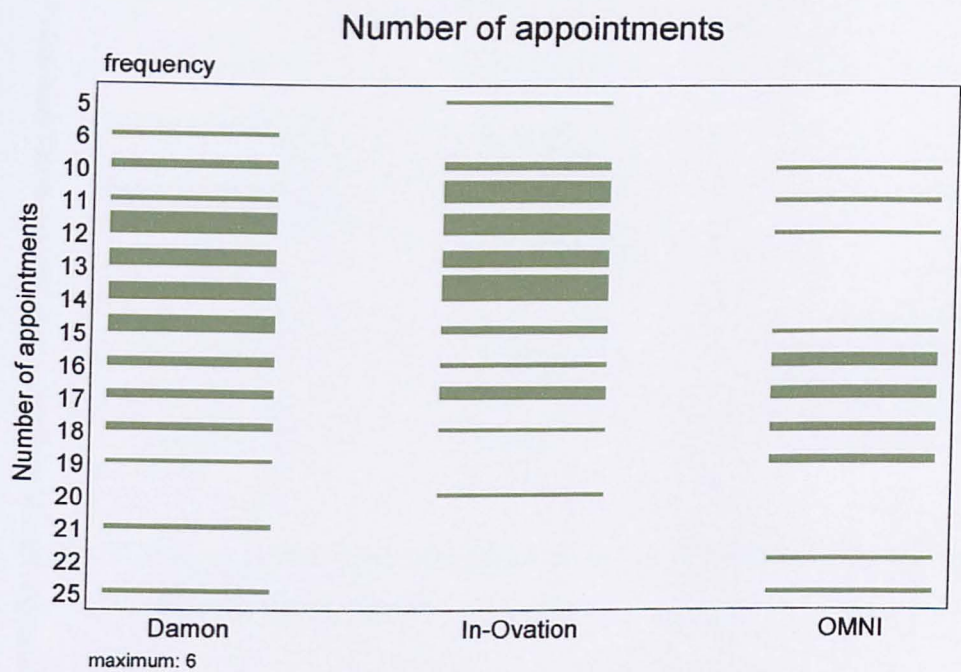 Number of appointments
frequency
Number of appointments
5
6
10
11
12
13
14
15
16
17
18
19
20
21
22
25
Damon
In-Ovation
OMNI
maximum: 6